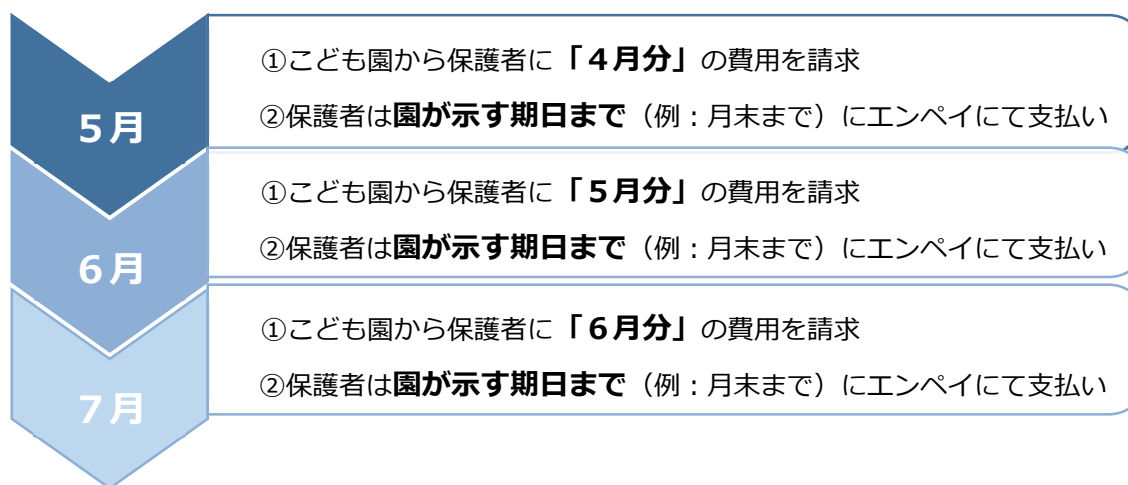 5月
①こども園から保護者に「4月分」の費用を請求
②保護者は園が示す期日まで（例：月末まで）にエンペイにて支払い
6月
①こども園から保護者に「5月分」の費用を請求
②保護者は園が示す期日まで（例：月末まで）にエンペイにて支払い
7月
①こども園から保護者に「6月分」の費用を請求
②保護者は園が示す期日まで（例：月末まで）にエンペイにて支払い